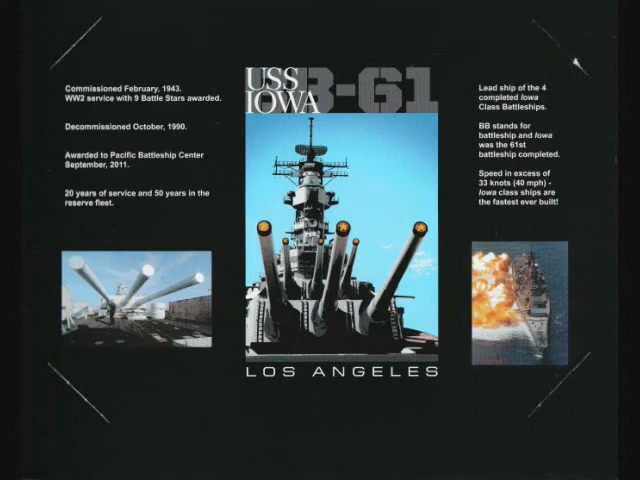 Commissioned February, 1943.
WW2 service with 9 Battle Stars awarded.
Decommissioned October, 1990.
Awarded to Pacific Battleship Center
September, 2011.
20 years of service and 50 years in the
reserve fleet.
USS
IOWA
B-61
LOS ANGELES
Lead ship of the 4
completed Iowa
Class Battleships.
BB stands for
battleship and Iowa
was the 61st
battleship completed.
Speed in excess of
33 knots (40 mph) -
Iowa class ships are
the fastest ever built!